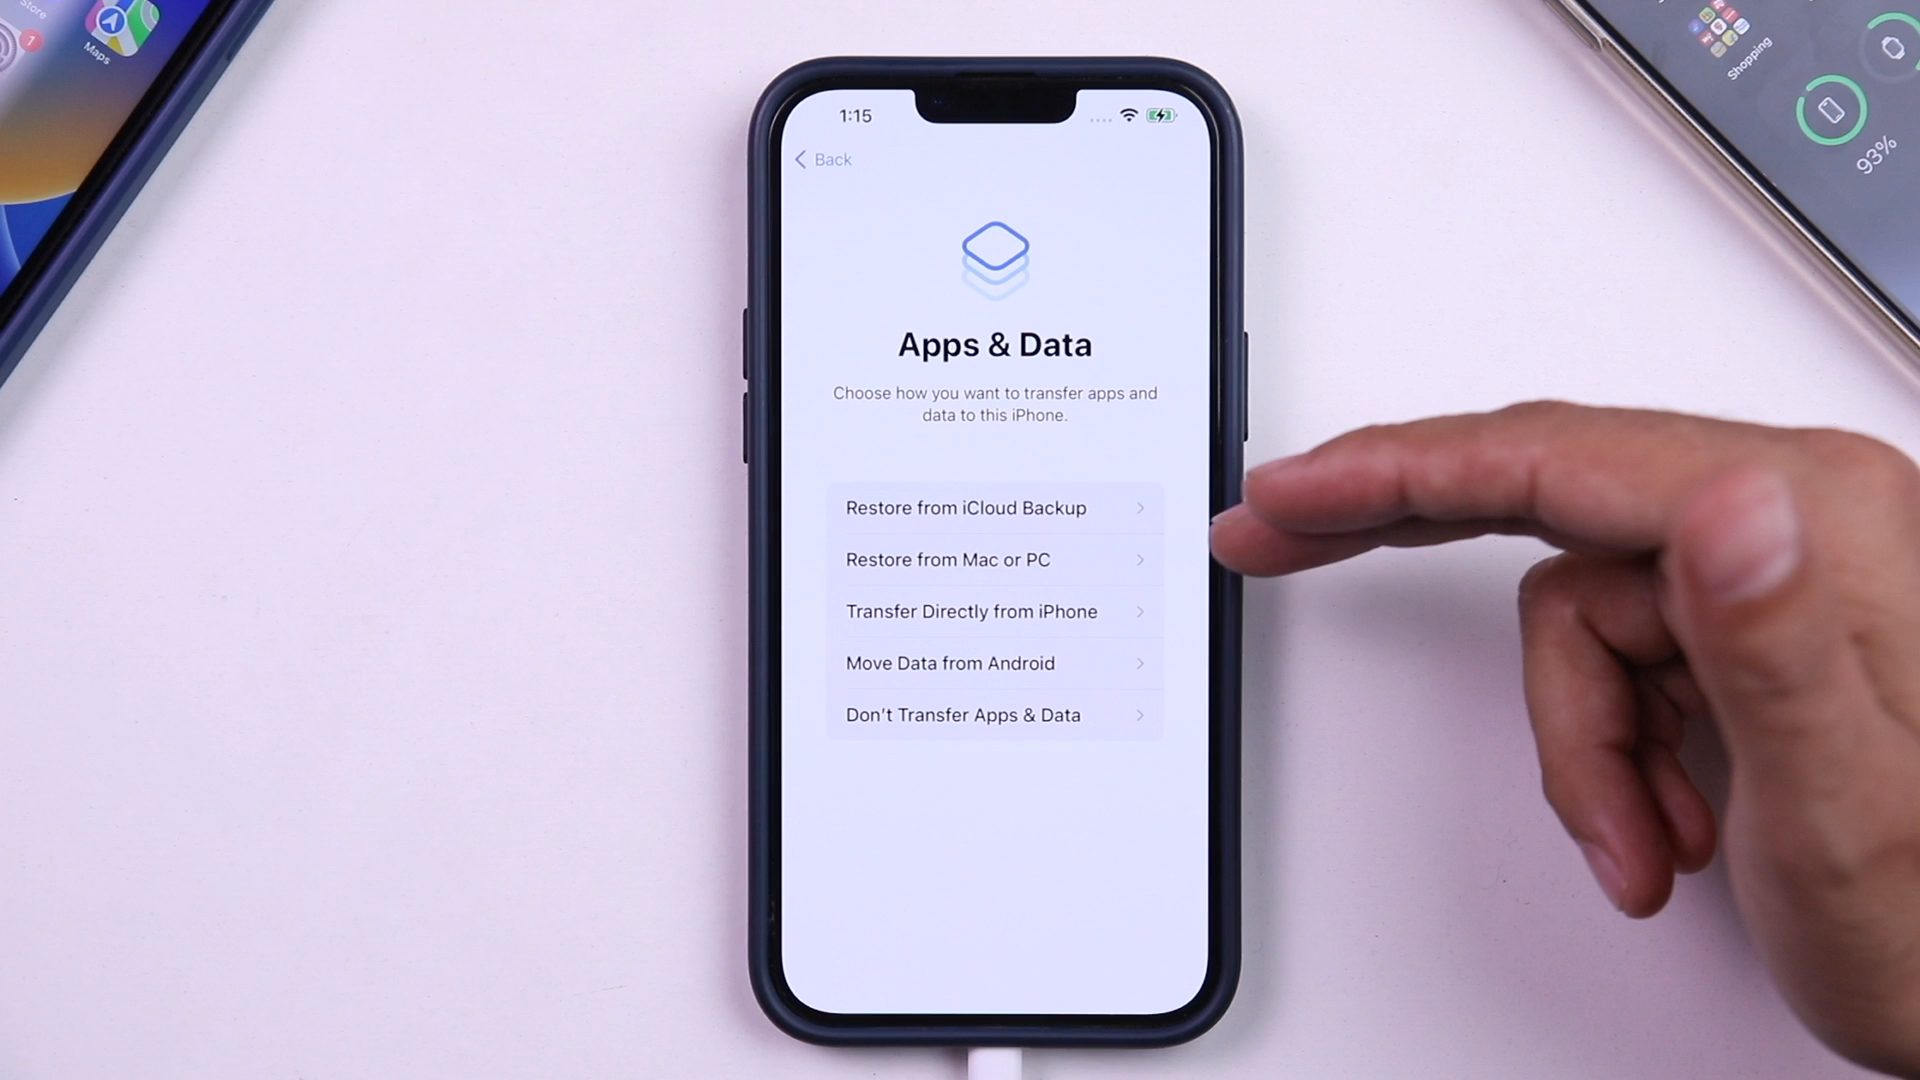 Store
1
Maps
Shopping
93%
1:15
Back
Apps & Data
Choose how you want to transfer apps and
data to this iPhone.
Restore from iCloud Backup
Restore from Mac or PC
Transfer Directly from iPhone
Move Data from Android
Don't Transfer Apps & Data